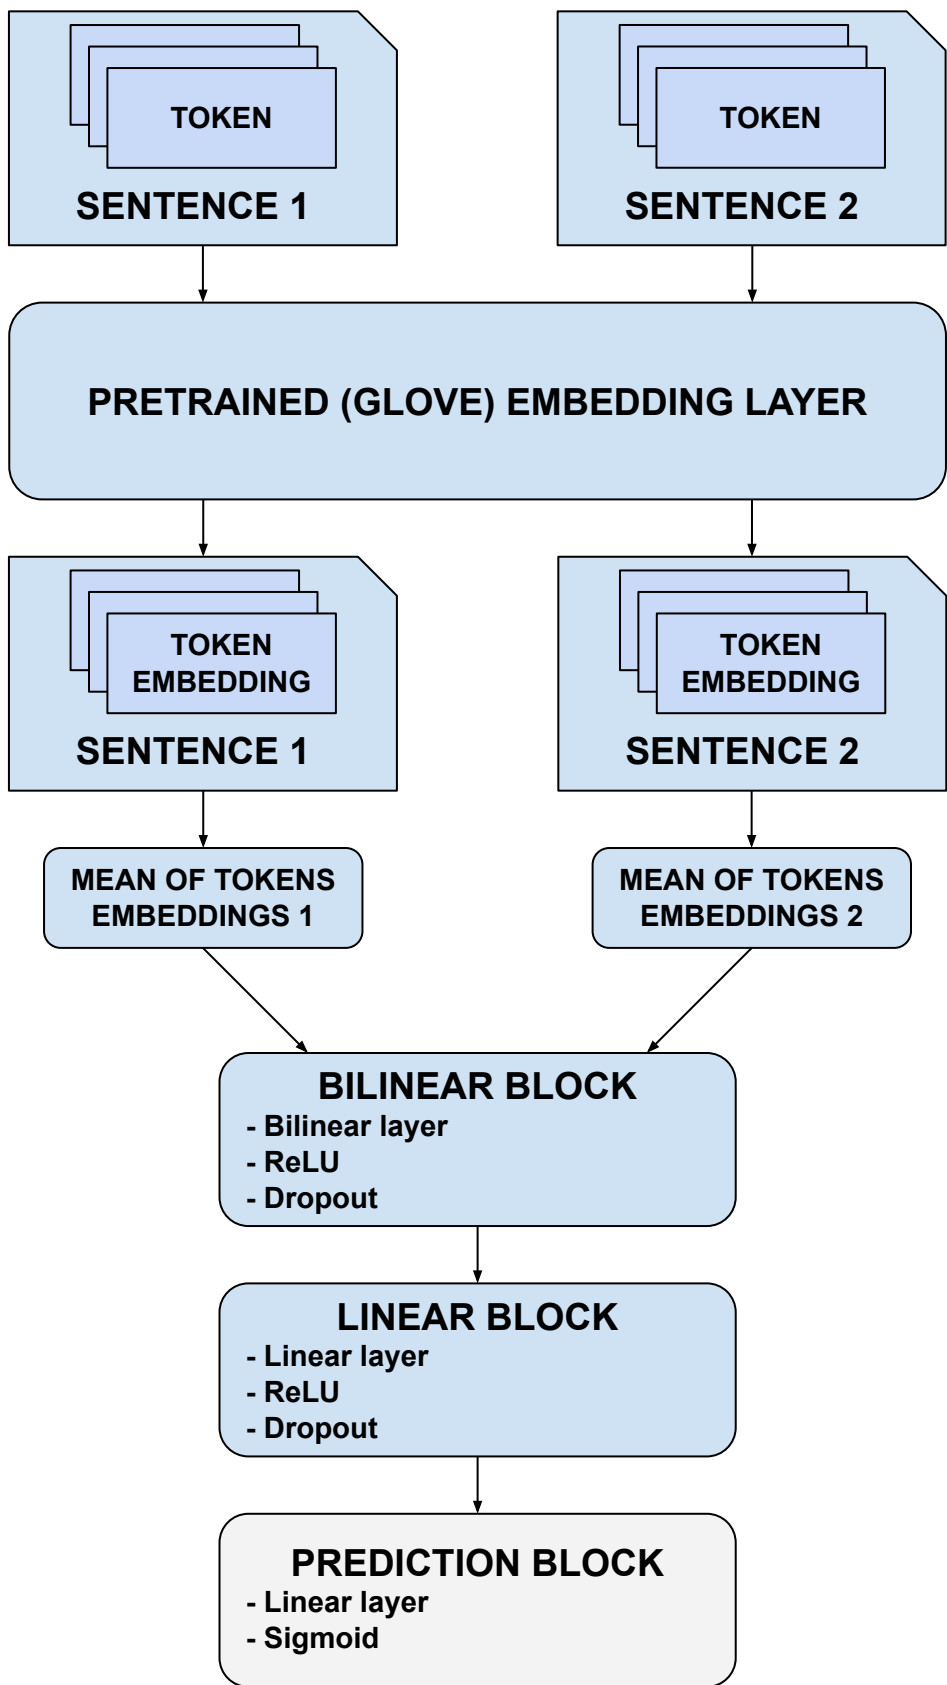 TOKEN
SENTENCE 1
TOKEN
SENTENCE 2
PRETRAINED (GLOVE) EMBEDDING LAYER
TOKEN
EMBEDDING
SENTENCE 1
TOKEN
EMBEDDING
SENTENCE 2
MEAN OF TOKENS
EMBEDDINGS 1
MEAN OF TOKENS
EMBEDDINGS 2
BILINEAR BLOCK
- Bilinear layer
- ReLU
- Dropout
LINEAR BLOCK
- Linear layer
- ReLU
- Dropout
PREDICTION BLOCK
- Linear layer
- Sigmoid